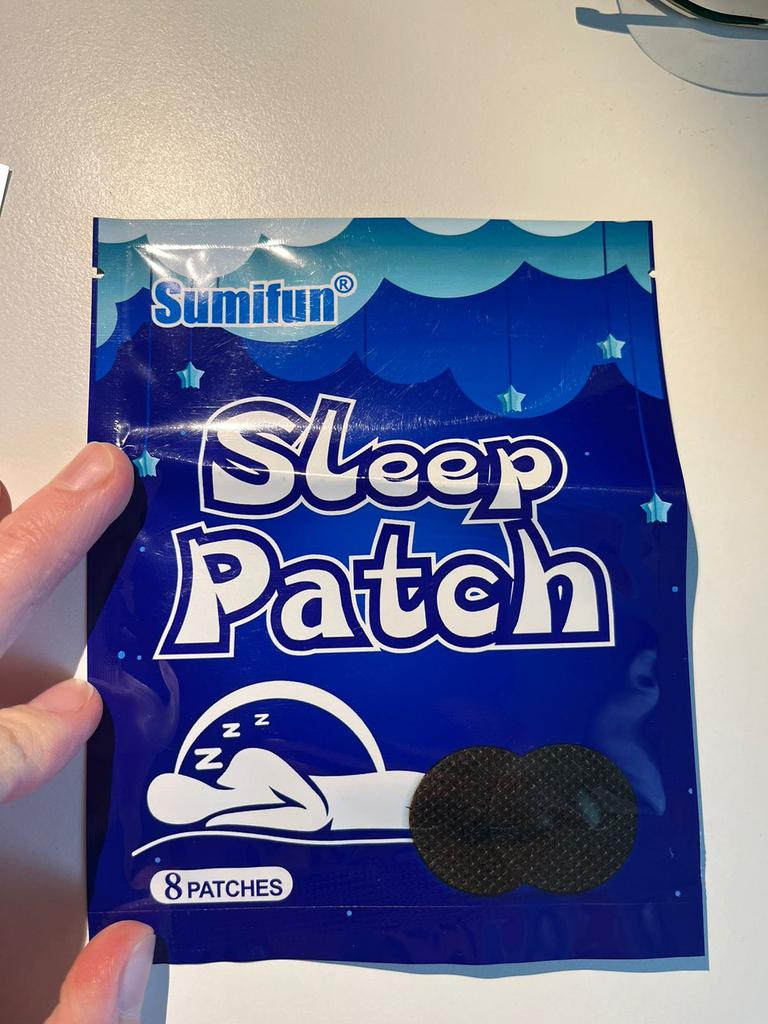 Sumifun®
Sleep
Patch
z z z
8 PATCHES